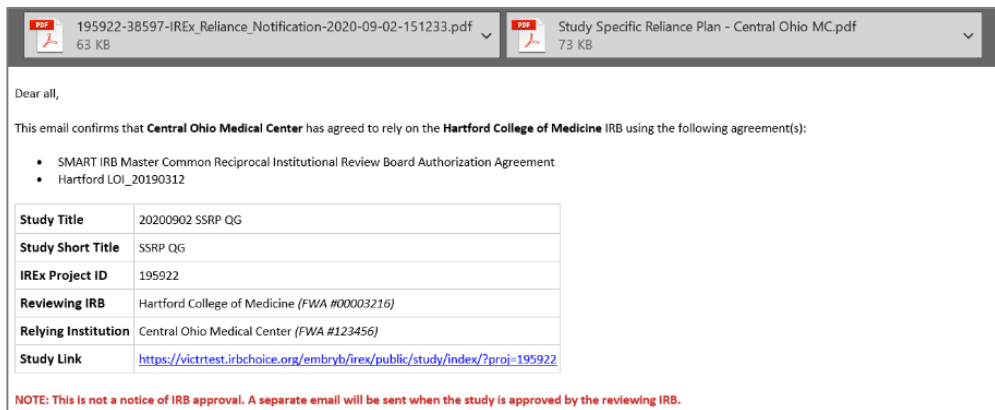 PDF 195922-38597-IREx_Reliance_Notification-2020-09-02-151233.pdf
63 KB
PDF Study Specific Reliance Plan - Central Ohio MC.pdf
73 KB
Dear all,
This email confirms that Central Ohio Medical Center has agreed to rely on the Hartford College of Medicine IRB using the following agreement(s):
• SMART IRB Master Common Reciprocal Institutional Review Board Authorization Agreement
• Hartford LOI_20190312
Study Title 20200902 SSRP QG
Study Short Title SSRP QG
IREx Project ID 195922
Reviewing IRB Hartford College of Medicine (FWA #00003216)
Relying Institution Central Ohio Medical Center (FWA #123456)
Study Link https://victrtest.irbchoice.org/embryb/irex/public/study/index/?proj=195922
NOTE: This is not a notice of IRB approval. A separate email will be sent when the study is approved by the reviewing IRB.